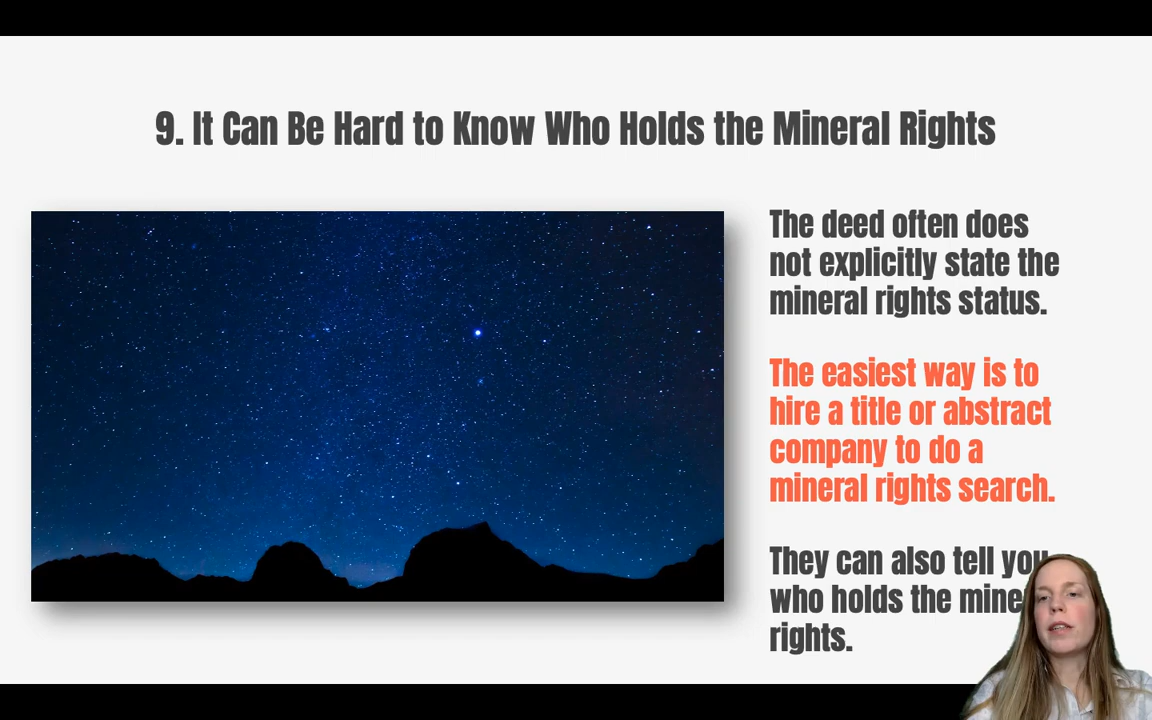 9. It Can Be Hard to Know Who Holds the Mineral Rights
The deed often does
not explicitly state the
mineral rights status.
The easiest way is to
hire a title or abstract
company to do a
mineral rights search.
They can also tell you
who holds the
rights.